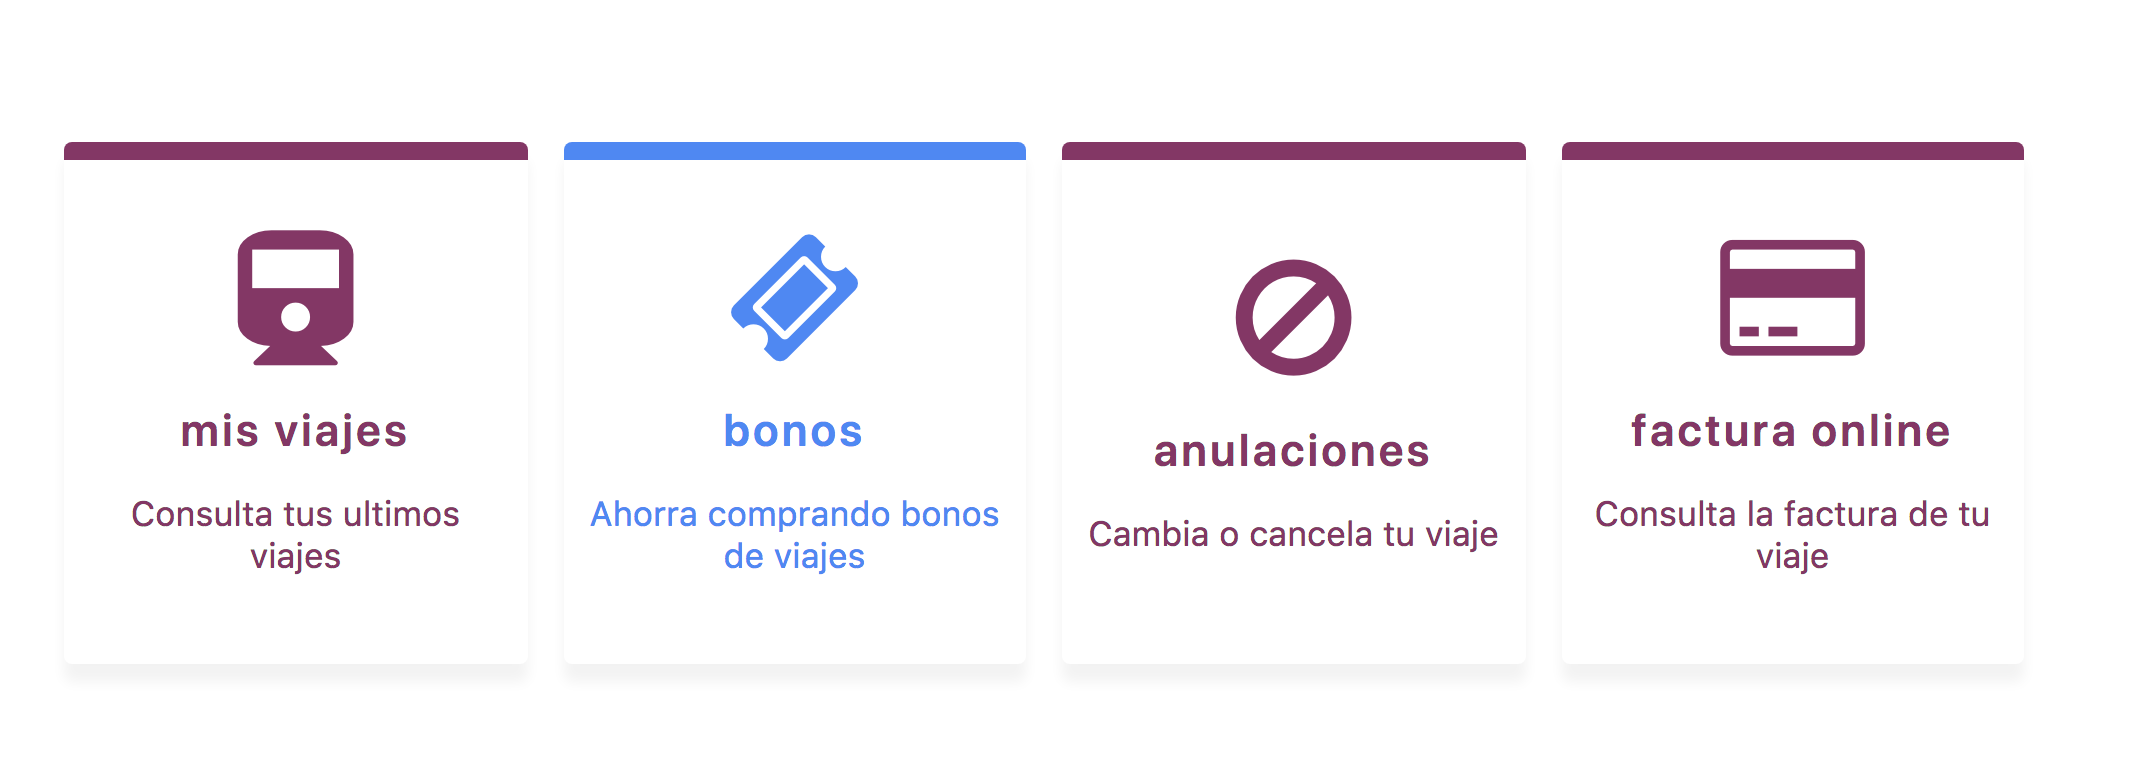 mis viajes
Consulta tus ultimos
viajes
bonos
Ahorra comprando bonos
de viajes
anulaciones
Cambia o cancela tu viaje
factura online
Consulta la factura de tu
viaje